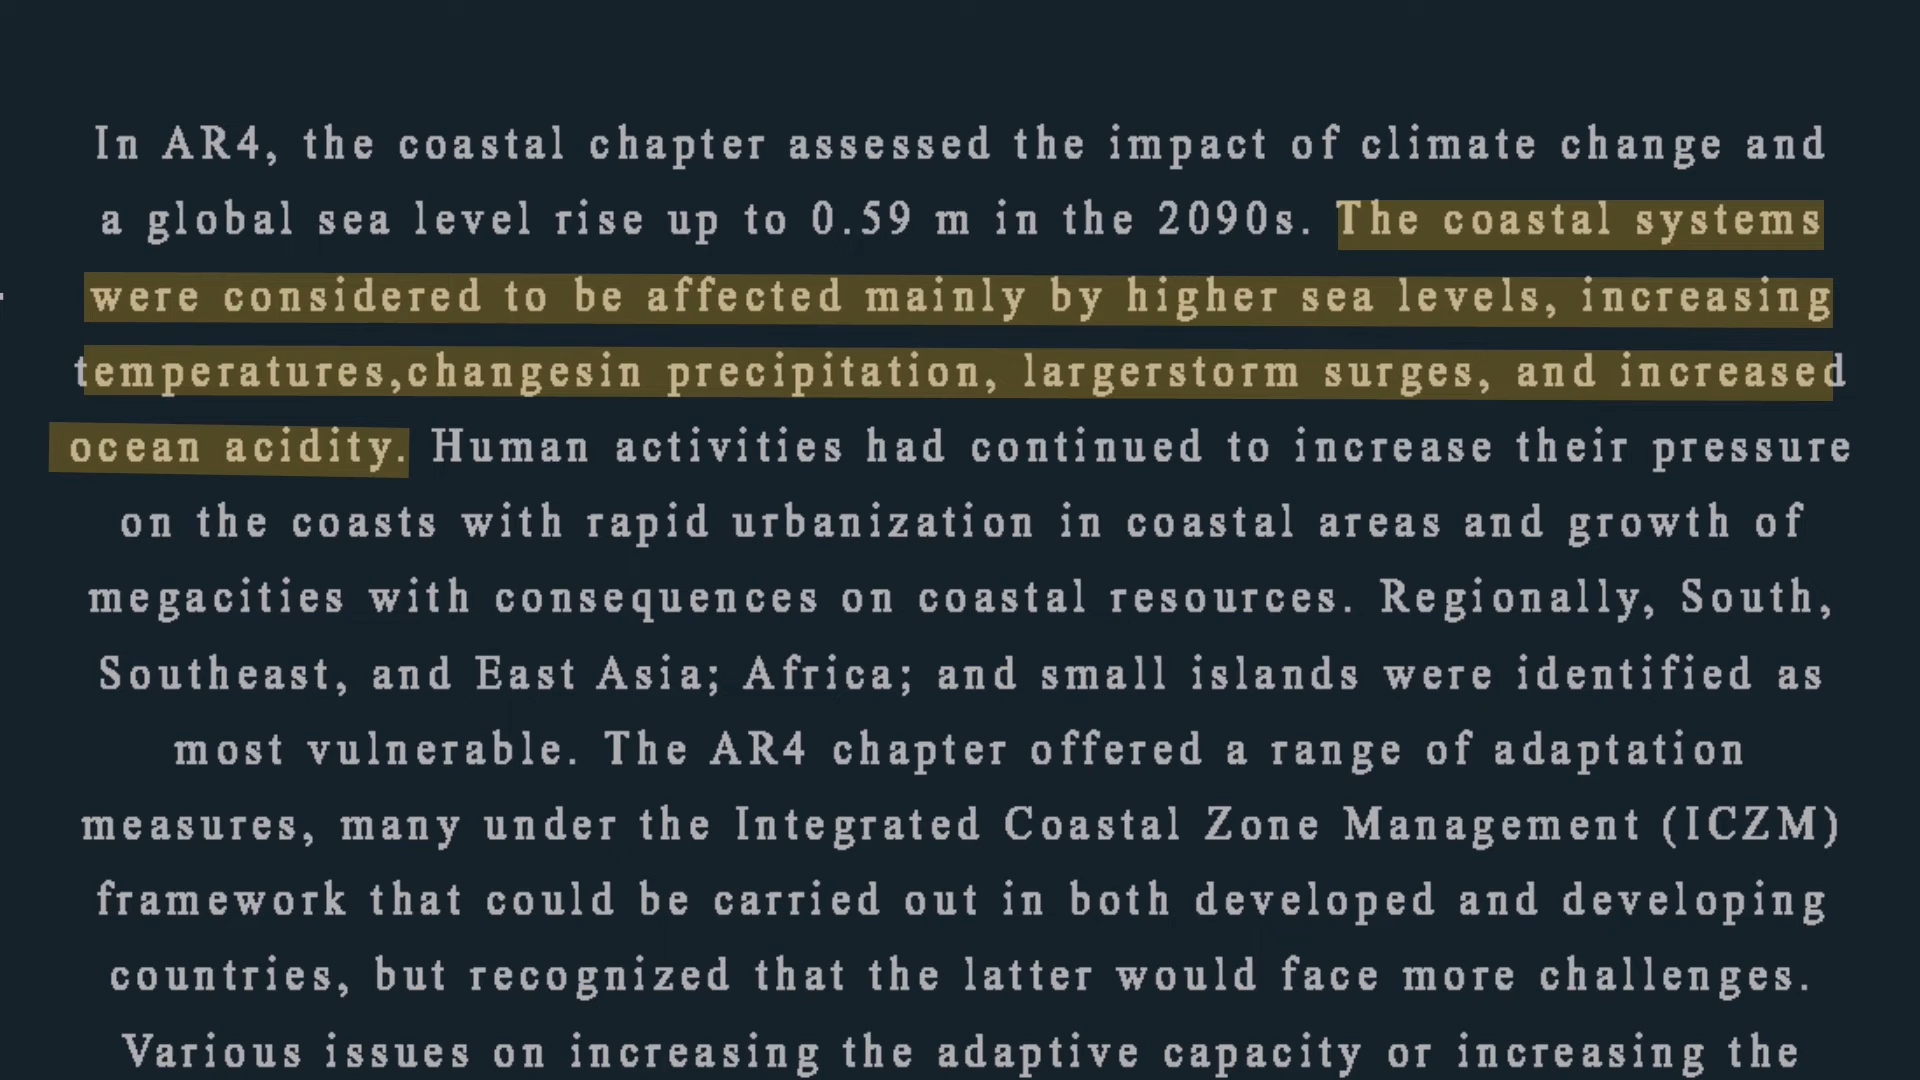 In AR4, the coastal chapter assessed the impact of climate change and
a global sea level rise up to 0.59 m in the 2090s. The coastal systems
were considered to be affected mainly by higher sea levels, increasing
temperatures,changesin precipitation, largerstorm surges, and increased
ocean acidity. Human activities had continued to increase their pressure
on the coasts with rapid urbanization in coastal areas and growth of
megacities with consequences on coastal resources. Regionally, South,
Southeast, and East Asia; Africa; and small islands were identified as
most vulnerable. The AR4 chapter offered a range of adaptation
measures, many under the Integrated Coastal Zone Management (ICZM)
framework that could be carried out in both developed and developing
countries, but recognized that the latter would face more challenges.
Various issues on increasing the adaptive capacity or increasing the